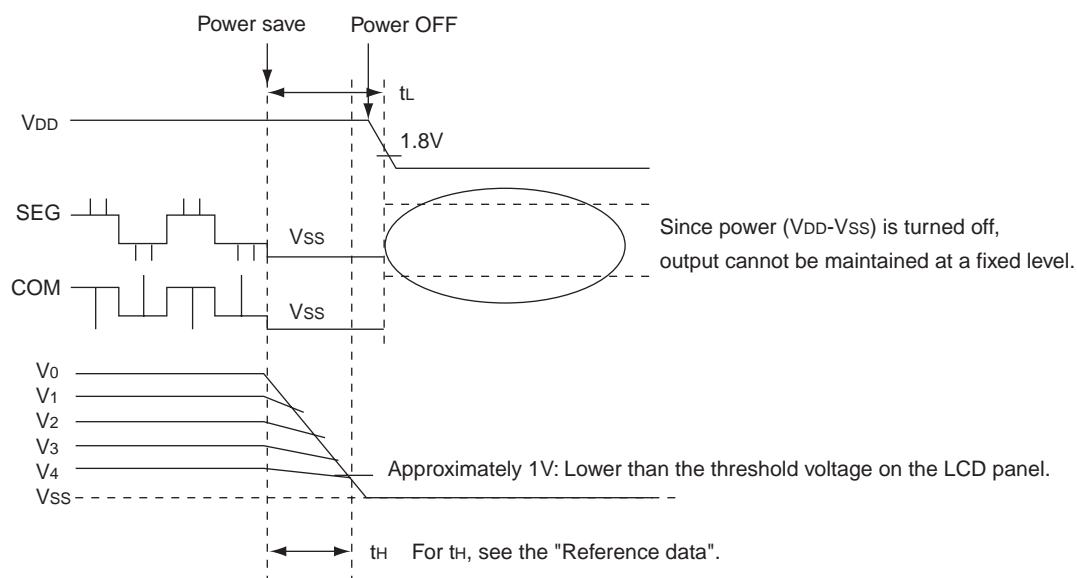 Power save Power OFF
tL
VDD
1.8V
SEG
VSS
Since power (VDD-VSS) is turned off,
output cannot be maintained at a fixed level.
COM
VSS
V0
V1
V2
V3
V4
Approximately 1V: Lower than the threshold voltage on the LCD panel.
VSS
tH For tH, see the "Reference data".